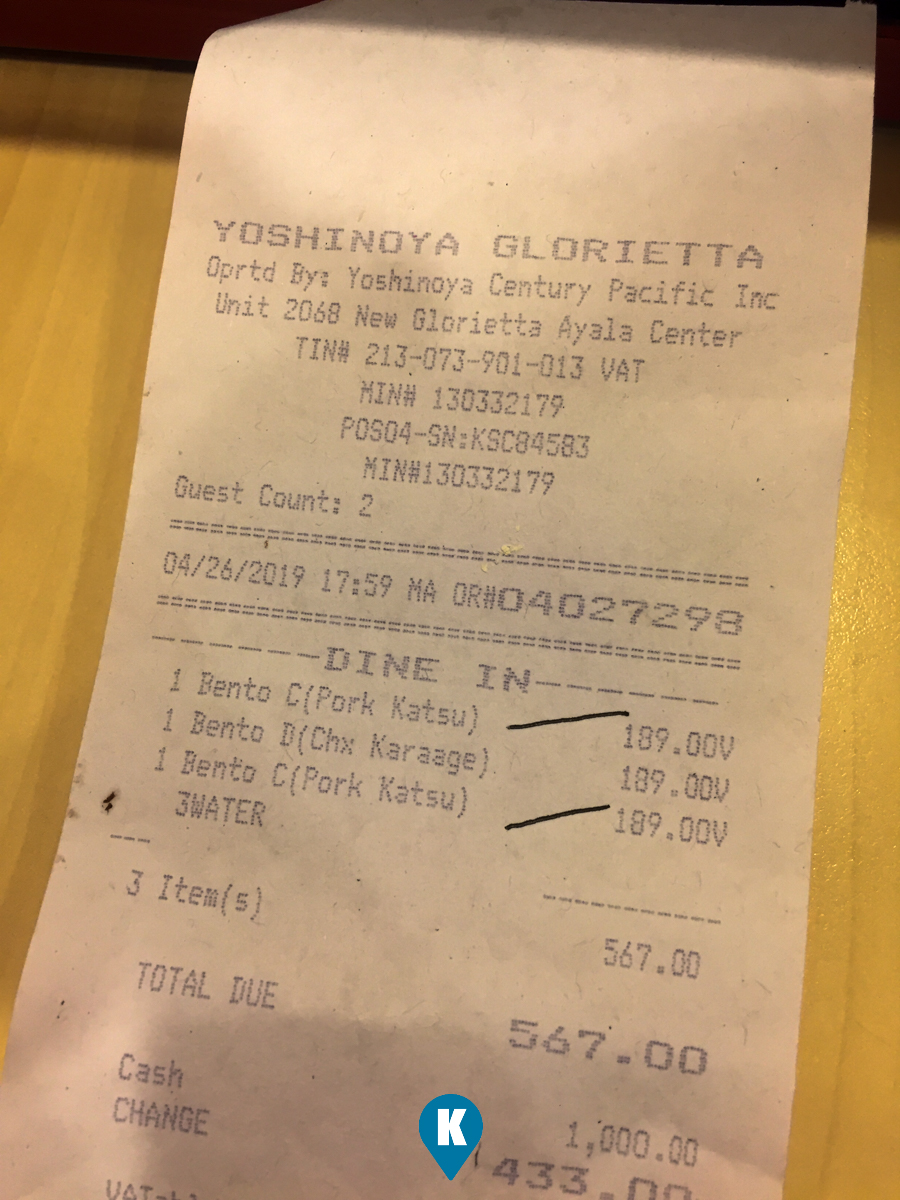 YOSHINOYA GLORIETTA
Oprtd By: Yoshinoya Century Pacific Inc
Unit 2068 New Glorietta Ayala Center
TIN# 213-073-901-013 VAT
MIN# 130332179
POS04-SN:KSC84583
MIN#130332179
Guest Count: 2
04/26/2019 17:59 MA OR#04027298
DINE IN
1 Bento C(Pork Katsu) 189.00V
1 Bento D(Chx Karaage) 189.00V
1 Bento C(Pork Katsu) 189.00V
3WATER
3 Item(s) 567.00
TOTAL DUE 567.00
Cash 1,000.00
CHANGE 433.00
K